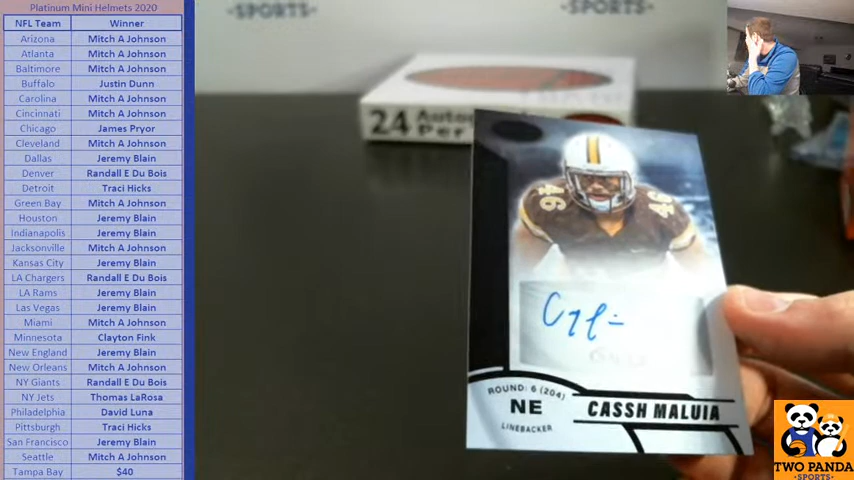 Platinum Mini Helmets 2020
NFL Team Winner
Arizona Mitch A Johnson
Atlanta Mitch A Johnson
Baltimore Mitch A Johnson
Buffalo Justin Dunn
Carolina Mitch A Johnson
Cincinnati Mitch A Johnson
Chicago James Pryor
Cleveland Mitch A Johnson
Dallas Jeremy Blain
Denver Randall E Du Bois
Detroit Traci Hicks
Green Bay Mitch A Johnson
Houston Jeremy Blain
Indianapolis Jeremy Blain
Jacksonville Mitch A Johnson
Kansas City Jeremy Blain
LA Chargers Randall E Du Bois
LA Rams Jeremy Blain
Las Vegas Jeremy Blain
Miami Mitch A Johnson
Minnesota Clayton Fink
New England Jeremy Blain
New Orleans Mitch A Johnson
NY Giants Randall E Du Bois
NY Jets Thomas LaRosa
Philadelphia David Luna
Pittsburgh Traci Hicks
San Francisco Jeremy Blain
Seattle Mitch A Johnson
Tampa Bay $40
-SPORTS-
-SPORTS-
24 Auto
Per
46 46
ROUND: 6 (204)
NE
LINEBACKER
CASSH MALUIA
TWO PANDA
-SPORTS-